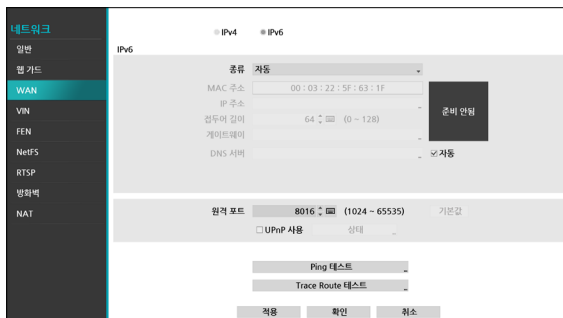 네트워크
일반
웹 가드
WAN
VIN
FEN
NetFS
RTSP
방화벽
NAT
IPv4 IPv6
IPv6
종류 자동
MAC 주소 00 : 03 : 22 : 5F : 63 : 1F
IP 주소
접두어 길이 64 (0 ~ 128)
게이트웨이
준비 안됨
DNS 서버 자동
원격 포트 8016 (1024 ~ 65535) 기본값
UPnP 사용 상태
Ping 테스트
Trace Route 테스트
적용 확인 취소